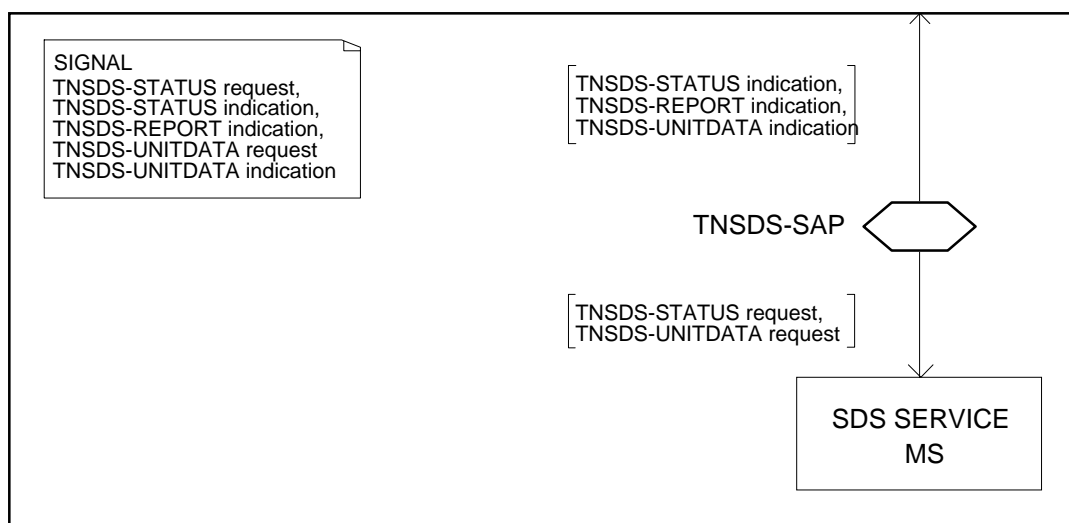 SIGNAL
TNSDS-STATUS request,
TNSDS-STATUS indication,
TNSDS-REPORT indication,
TNSDS-UNITDATA request
TNSDS-UNITDATA indication
TNSDS-STATUS indication,
TNSDS-REPORT indication,
TNSDS-UNITDATA indication
TNSDS-SAP
TNSDS-STATUS request,
TNSDS-UNITDATA request
SDS SERVICE
MS